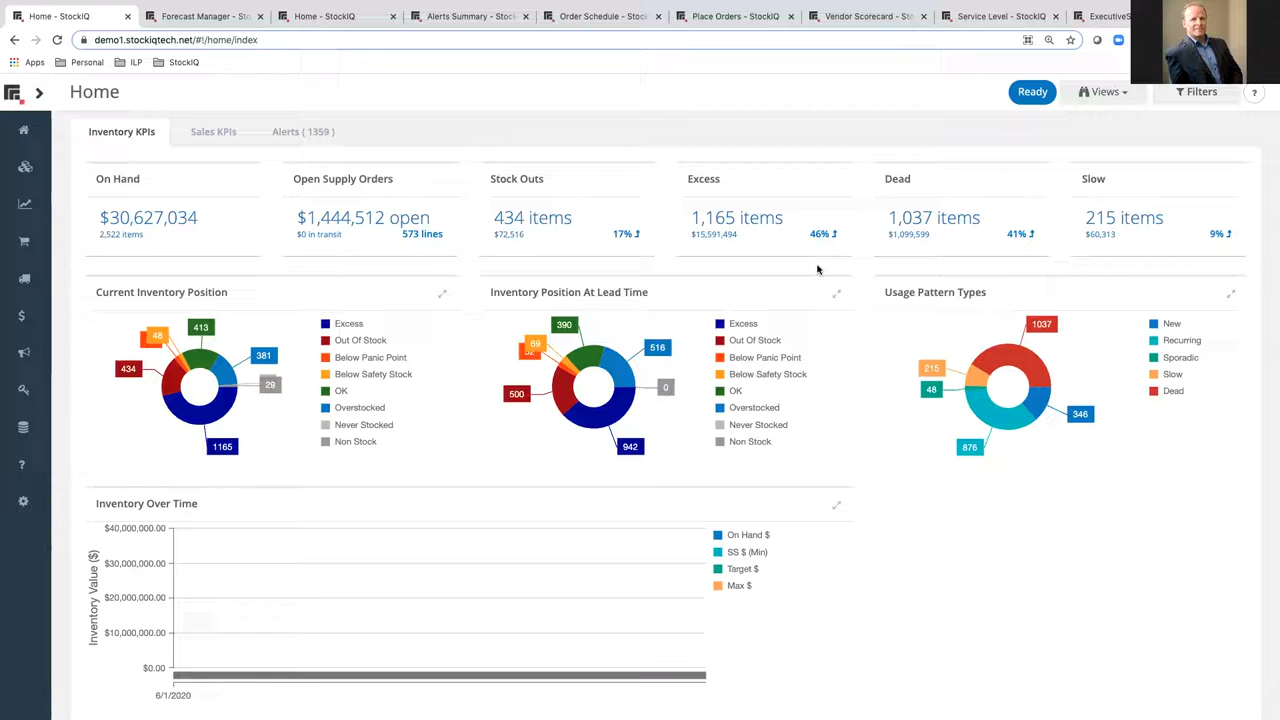 Home - StockIQ
Forecast Manager - Sto
Home - StockIQ
Alerts Summary - Stock
Order Schedule - Stock
Place Orders - StockIQ
Vendor Scorecard - Sto
Service Level - StockIQ
ExecutiveS
demo1.stockiqtech.net/#!/home/index
Apps
Personal
ILP
StockIQ
Home
Ready
Views
Filters
?
Inventory KPIs
Sales KPIs
Alerts ( 1359 )
On Hand
Open Supply Orders
Stock Outs
Excess
Dead
Slow
$30,627,034
$1,444,512 open
434 items
1,165 items
1,037 items
215 items
2,522 items
$0 in transit
573 lines
$72,516
17%
$15,591,494
46%
$1,099,599
41%
$60,313
9%
Current Inventory Position
413
48
381
434
29
1165
Excess
Out Of Stock
Below Panic Point
Below Safety Stock
OK
Overstocked
Never Stocked
Non Stock
Inventory Position At Lead Time
390
69
516
500
0
942
Excess
Out Of Stock
Below Panic Point
Below Safety Stock
OK
Overstocked
Never Stocked
Non Stock
Usage Pattern Types
1037
215
48
346
876
New
Recurring
Sporadic
Slow
Dead
Inventory Over Time
Inventory Value ($)
$40,000,000.00
$30,000,000.00
$20,000,000.00
$10,000,000.00
$0.00
6/1/2020
On Hand $
SS $ (Min)
Target $
Max $